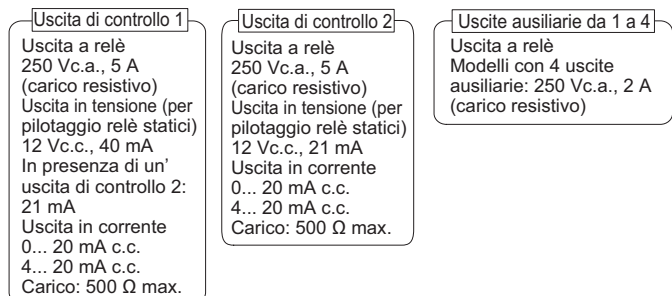 Uscita di controllo 1
Uscita a relè
250 Vc.a., 5 A
(carico resistivo)
Uscita in tensione (per
pilotaggio relè statici)
12 Vc.c., 40 mA
In presenza di un'
uscita di controllo 2:
21 mA
Uscita in corrente
0... 20 mA c.c.
4... 20 mA c.c.
Carico: 500 Ω max.
Uscita di controllo 2
Uscita a relè
250 Vc.a., 5 A
(carico resistivo)
Uscita in tensione (per
pilotaggio relè statici)
12 Vc.c., 21 mA
Uscita in corrente
0... 20 mA c.c.
4... 20 mA c.c.
Carico: 500 Ω max.
Uscite ausiliarie da 1 a 4
Uscita a relè
Modelli con 4 uscite
ausiliarie: 250 Vc.a., 2 A
(carico resistivo)